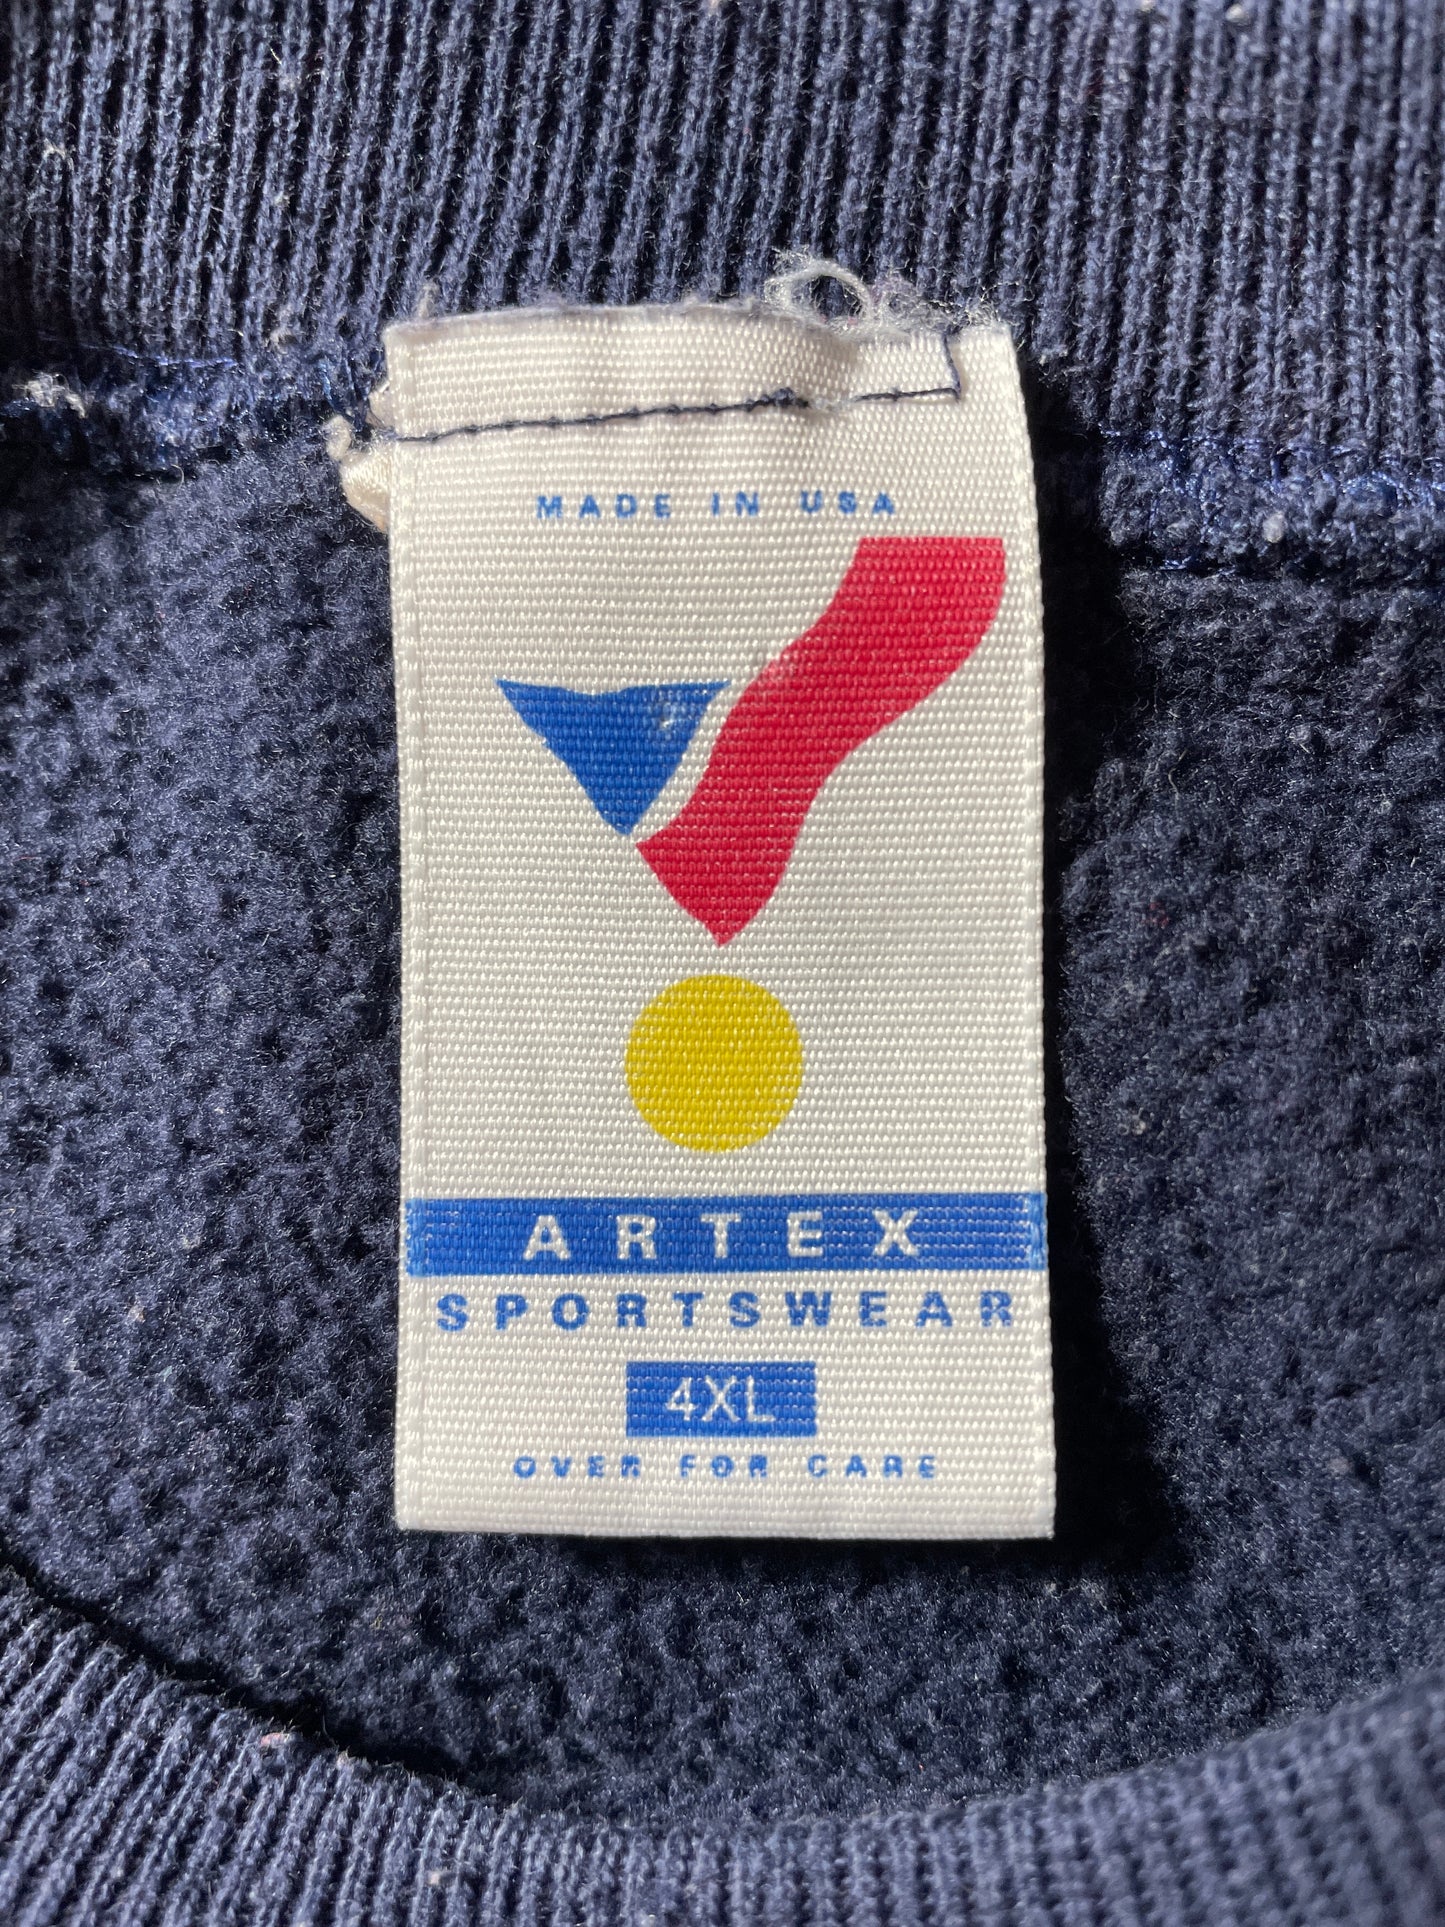 MADE IN USA
ARTEX
SPORTSWEAR
4XL
OVER FOR CARE